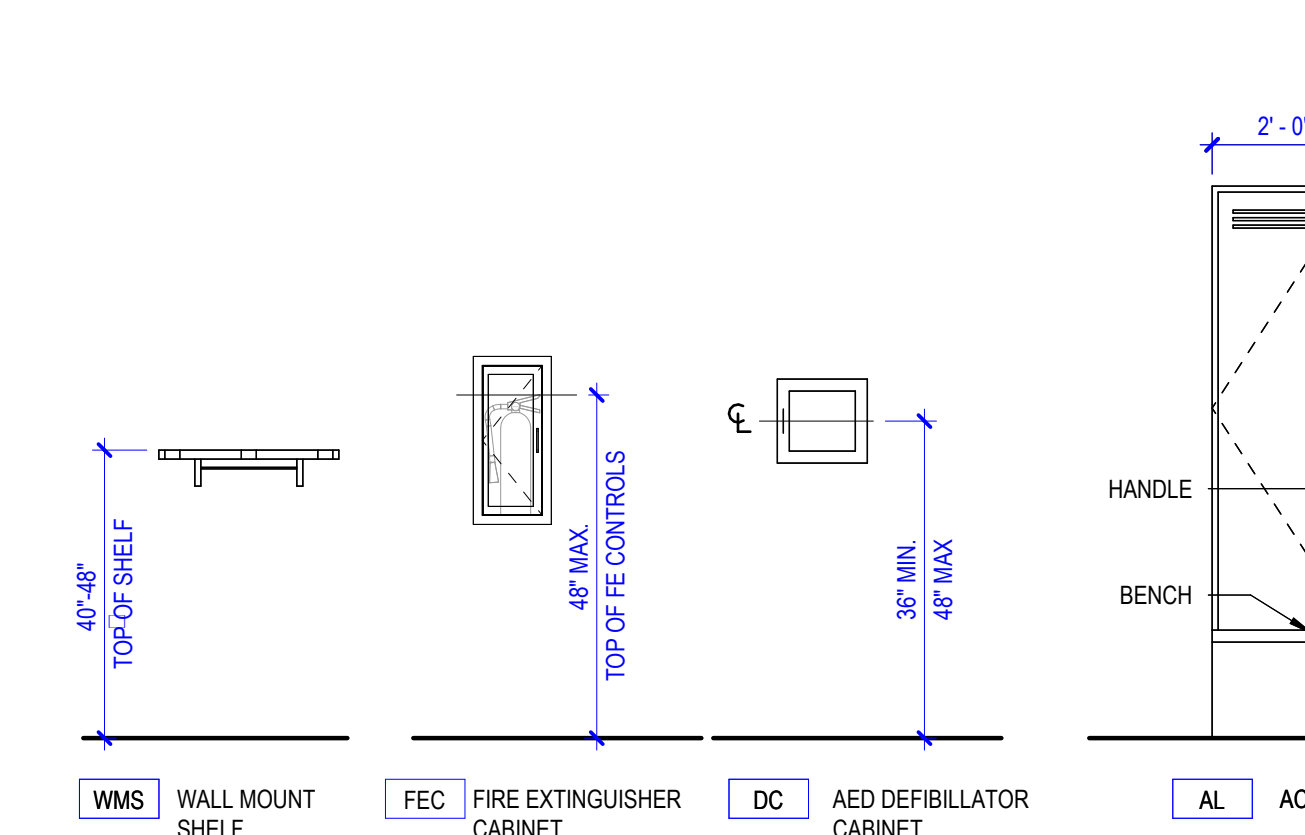 2' - 0"
HANDLE
BENCH
40"-48"
TOP OF SHELF
48" MAX.
TOP OF FE CONTROLS
℄
36" MIN.
48" MAX
WMS WALL MOUNT
SHELF
FEC FIRE EXTINGUISHER
CABINET
DC AED DEFIBILLATOR
CABINET
AL